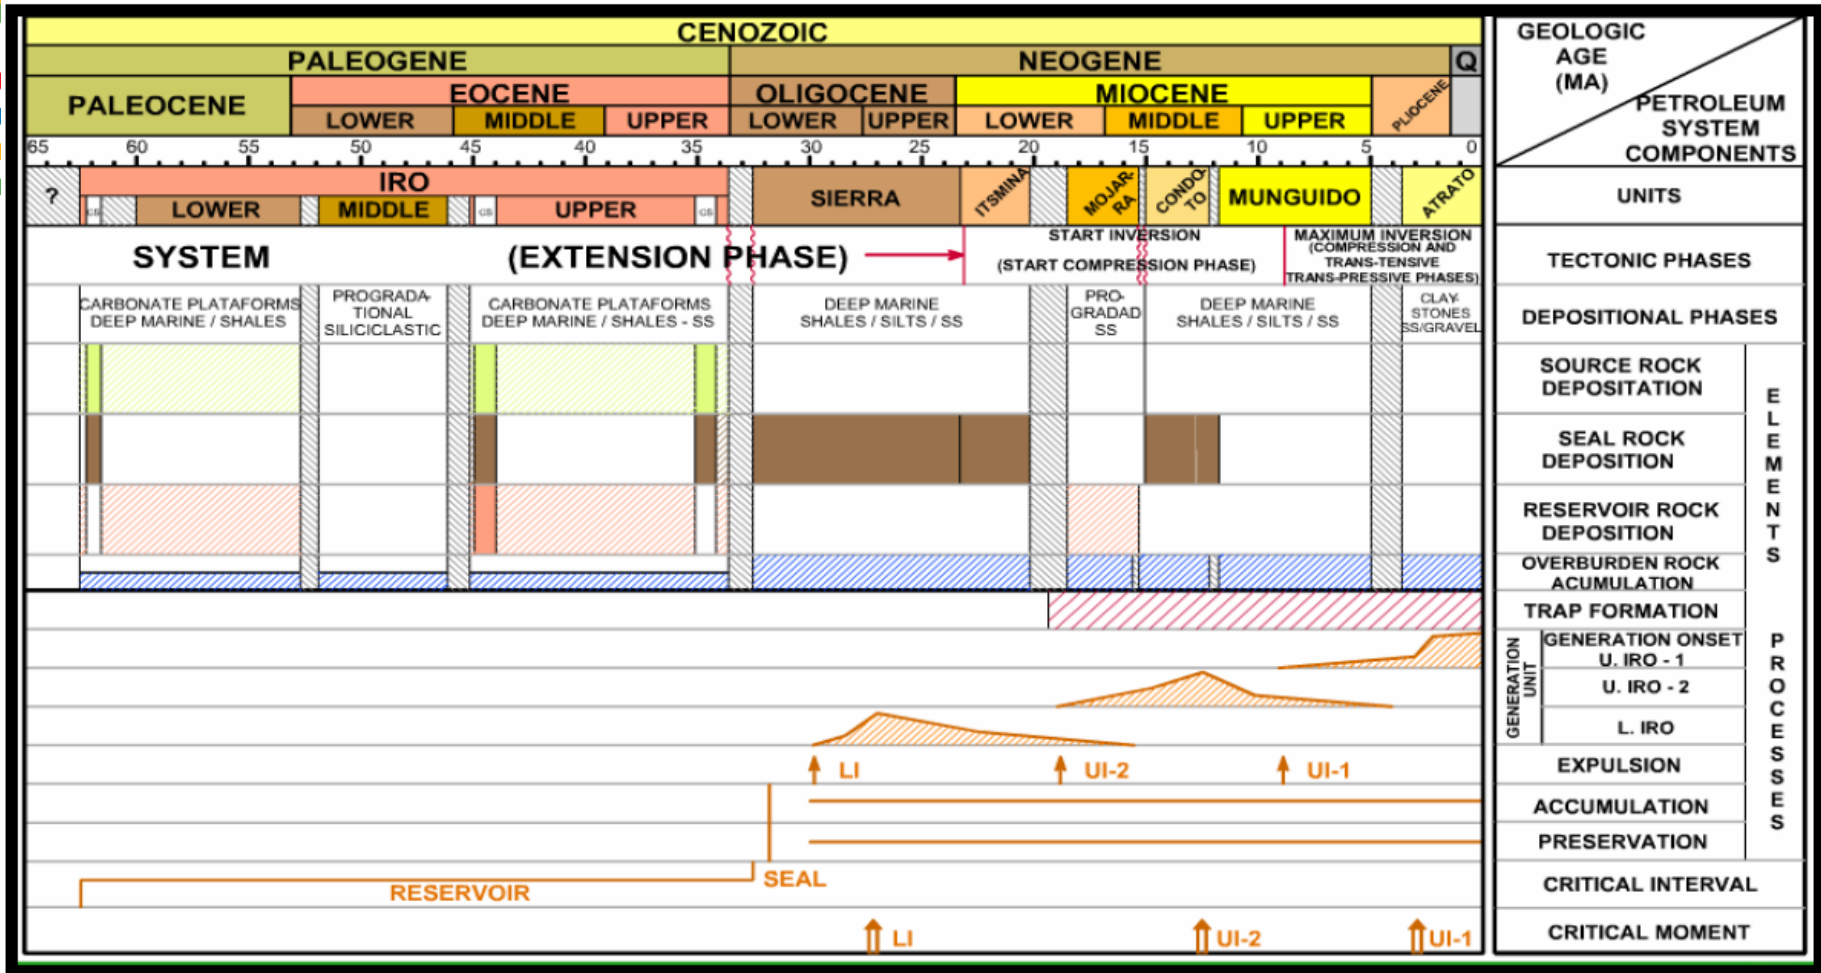 CENOZOIC
PALEOGENE NEOGENE Q
PALEOCENE EOCENE OLIGOCENE MIOCENE PLIOCENE
LOWER MIDDLE UPPER LOWER UPPER LOWER MIDDLE UPPER
65 60 55 50 45 40 35 30 25 20 15 10 5 0
GEOLOGIC
AGE
(MA)
PETROLEUM
SYSTEM
COMPONENTS
? IRO SIERRA ITSMINA MOJAR-
RA CONDO-
TO MUNGUIDO ATRATO
GS LOWER MIDDLE GS UPPER GS
UNITS
SYSTEM (EXTENSION PHASE)
START INVERSION
(START COMPRESSION PHASE)
MAXIMUM INVERSION
(COMPRESSION AND
TRANS-TENSIVE
TRANS-PRESSIVE PHASES)
TECTONIC PHASES
CARBONATE PLATAFORMS
DEEP MARINE / SHALES
PROGRADA-
TIONAL
SILICICLASTIC
CARBONATE PLATAFORMS
DEEP MARINE / SHALES - SS
DEEP MARINE
SHALES / SILTS / SS
PRO-
GRADAD
SS
DEEP MARINE
SHALES / SILTS / SS
CLAY-
STONES
SS/GRAVEL
DEPOSITIONAL PHASES
SOURCE ROCK
DEPOSITATION
SEAL ROCK
DEPOSITION
RESERVOIR ROCK
DEPOSITION
OVERBURDEN ROCK
ACUMULATION
ELEMENTS
TRAP FORMATION
GENERATION
UNIT
GENERATION ONSET
U. IRO - 1
U. IRO - 2
L. IRO
LI UI-2 UI-1
EXPULSION
ACCUMULATION
PRESERVATION
PROCESSES
RESERVOIR SEAL
CRITICAL INTERVAL
LI UI-2 UI-1
CRITICAL MOMENT